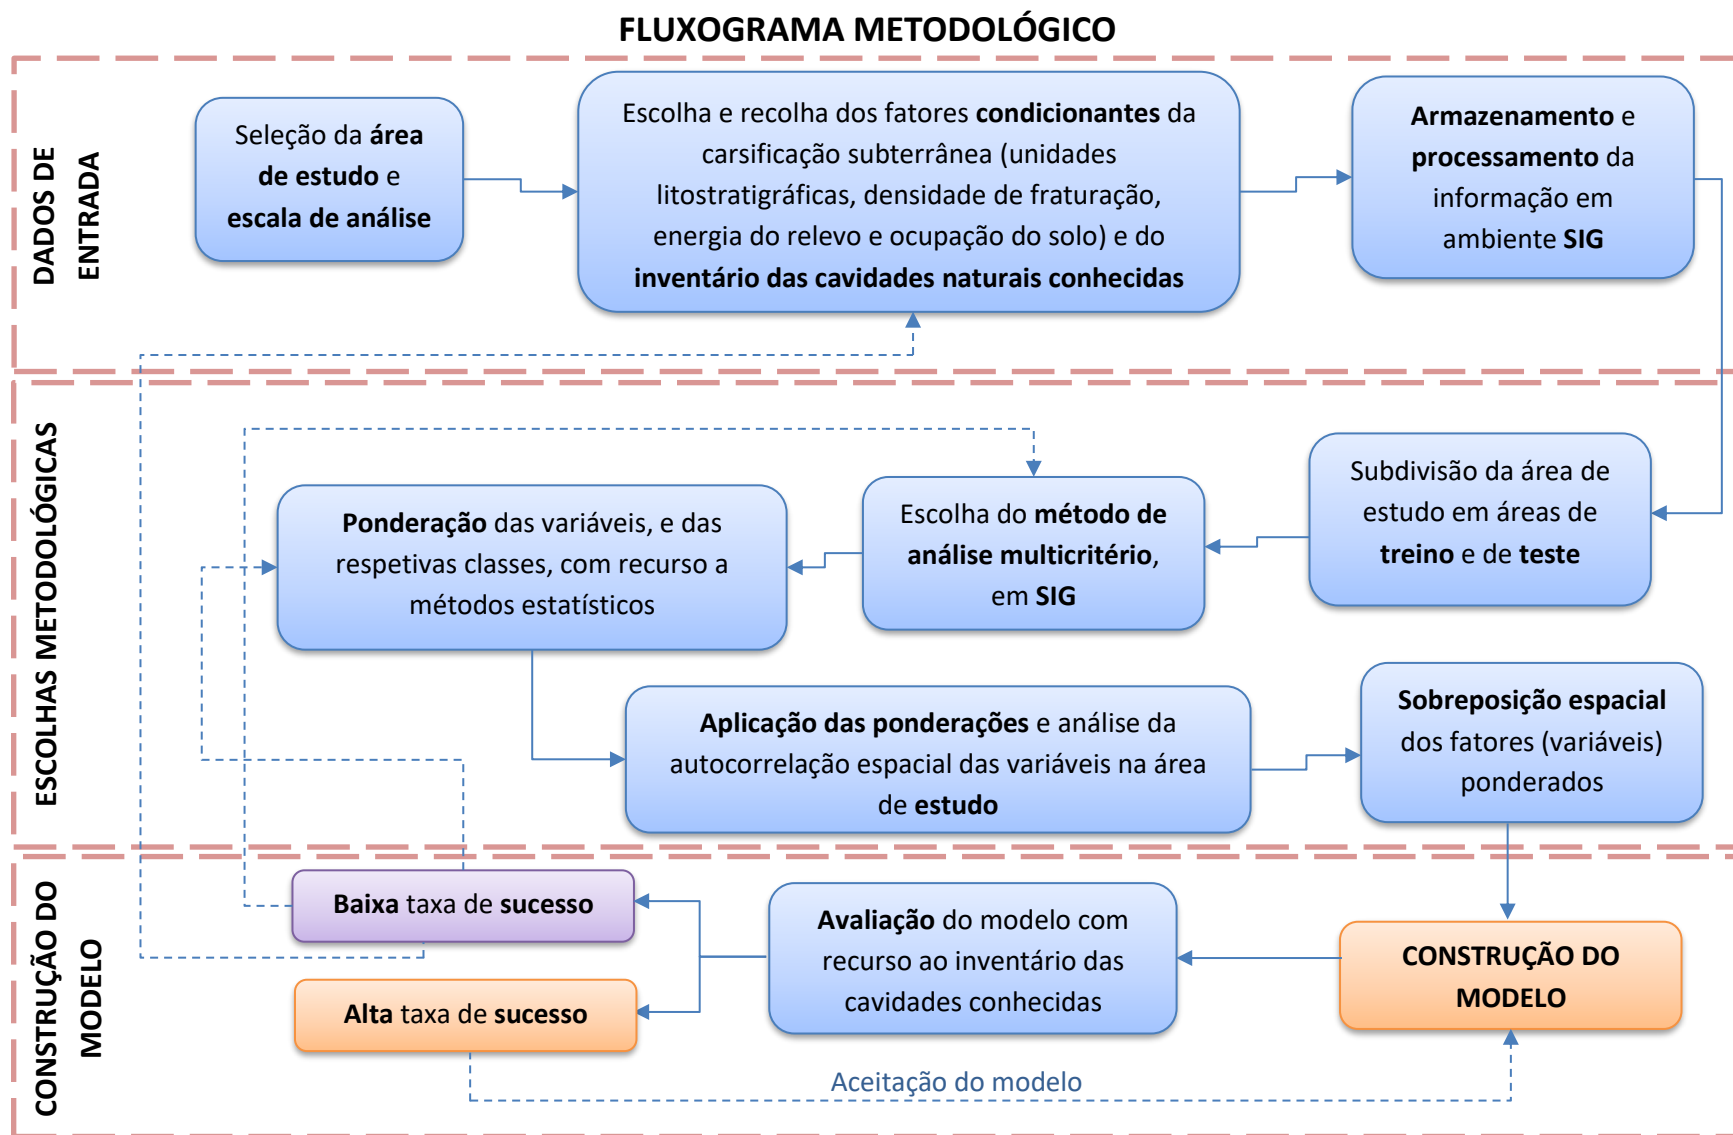 FLUXOGRAMA METODOLÓGICO
DADOS DE
ENTRADA
Seleção da área
de estudo e
escala de análise
Escolha e recolha dos fatores condicionantes da
carsificação subterrânea (unidades
litostratigráficas, densidade de fraturação,
energia do relevo e ocupação do solo) e do
inventário das cavidades naturais conhecidas
Armazenamento e
processamento da
informação em
ambiente SIG
ESCOLHAS METODOLÓGICAS
Ponderação das variáveis, e das
respetivas classes, com recurso a
métodos estatísticos
Escolha do método de
análise multicritério,
em SIG
Subdivisão da área de
estudo em áreas de
treino e de teste
Aplicação das ponderações e análise da
autocorrelação espacial das variáveis na área
de estudo
Sobreposição espacial
dos fatores (variáveis)
ponderados
CONSTRUÇÃO DO
MODELO
Baixa taxa de sucesso
Alta taxa de sucesso
Avaliação do modelo com
recurso ao inventário das
cavidades conhecidas
CONSTRUÇÃO DO
MODELO
Aceitação do modelo